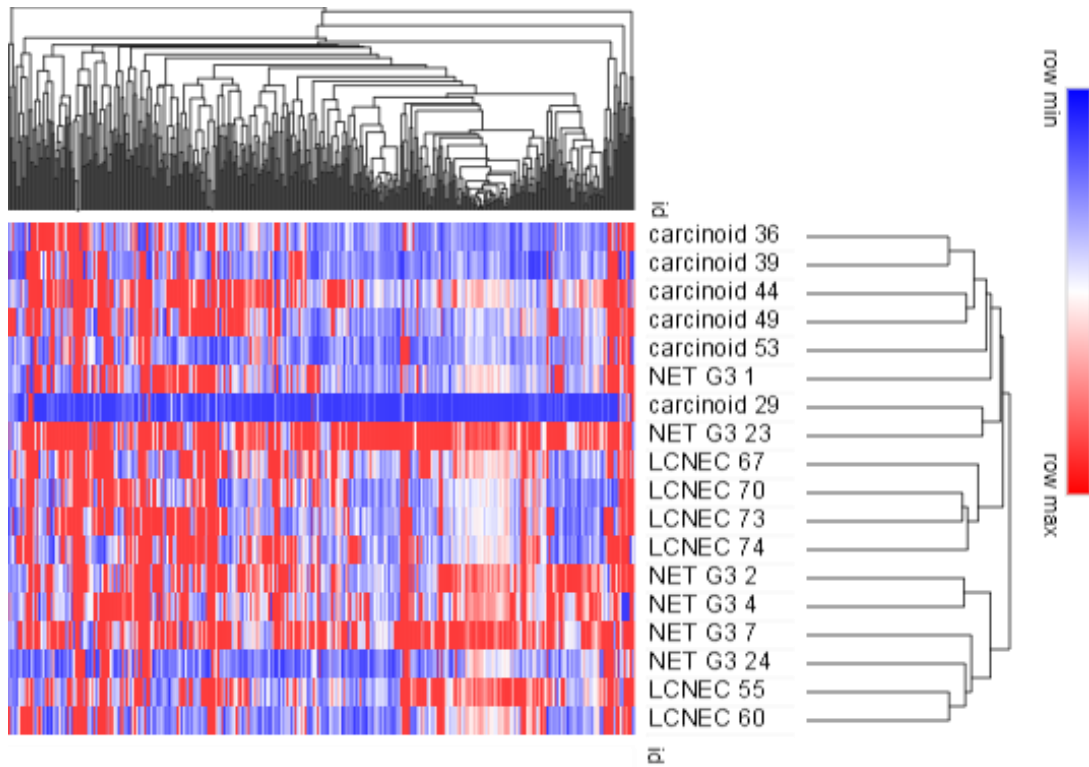 id
carcinoid 36
carcinoid 39
carcinoid 44
carcinoid 49
carcinoid 53
NET G3 1
carcinoid 29
NET G3 23
LCNEC 67
LCNEC 70
LCNEC 73
LCNEC 74
NET G3 2
NET G3 4
NET G3 7
NET G3 24
LCNEC 55
LCNEC 60
id
row min
row max